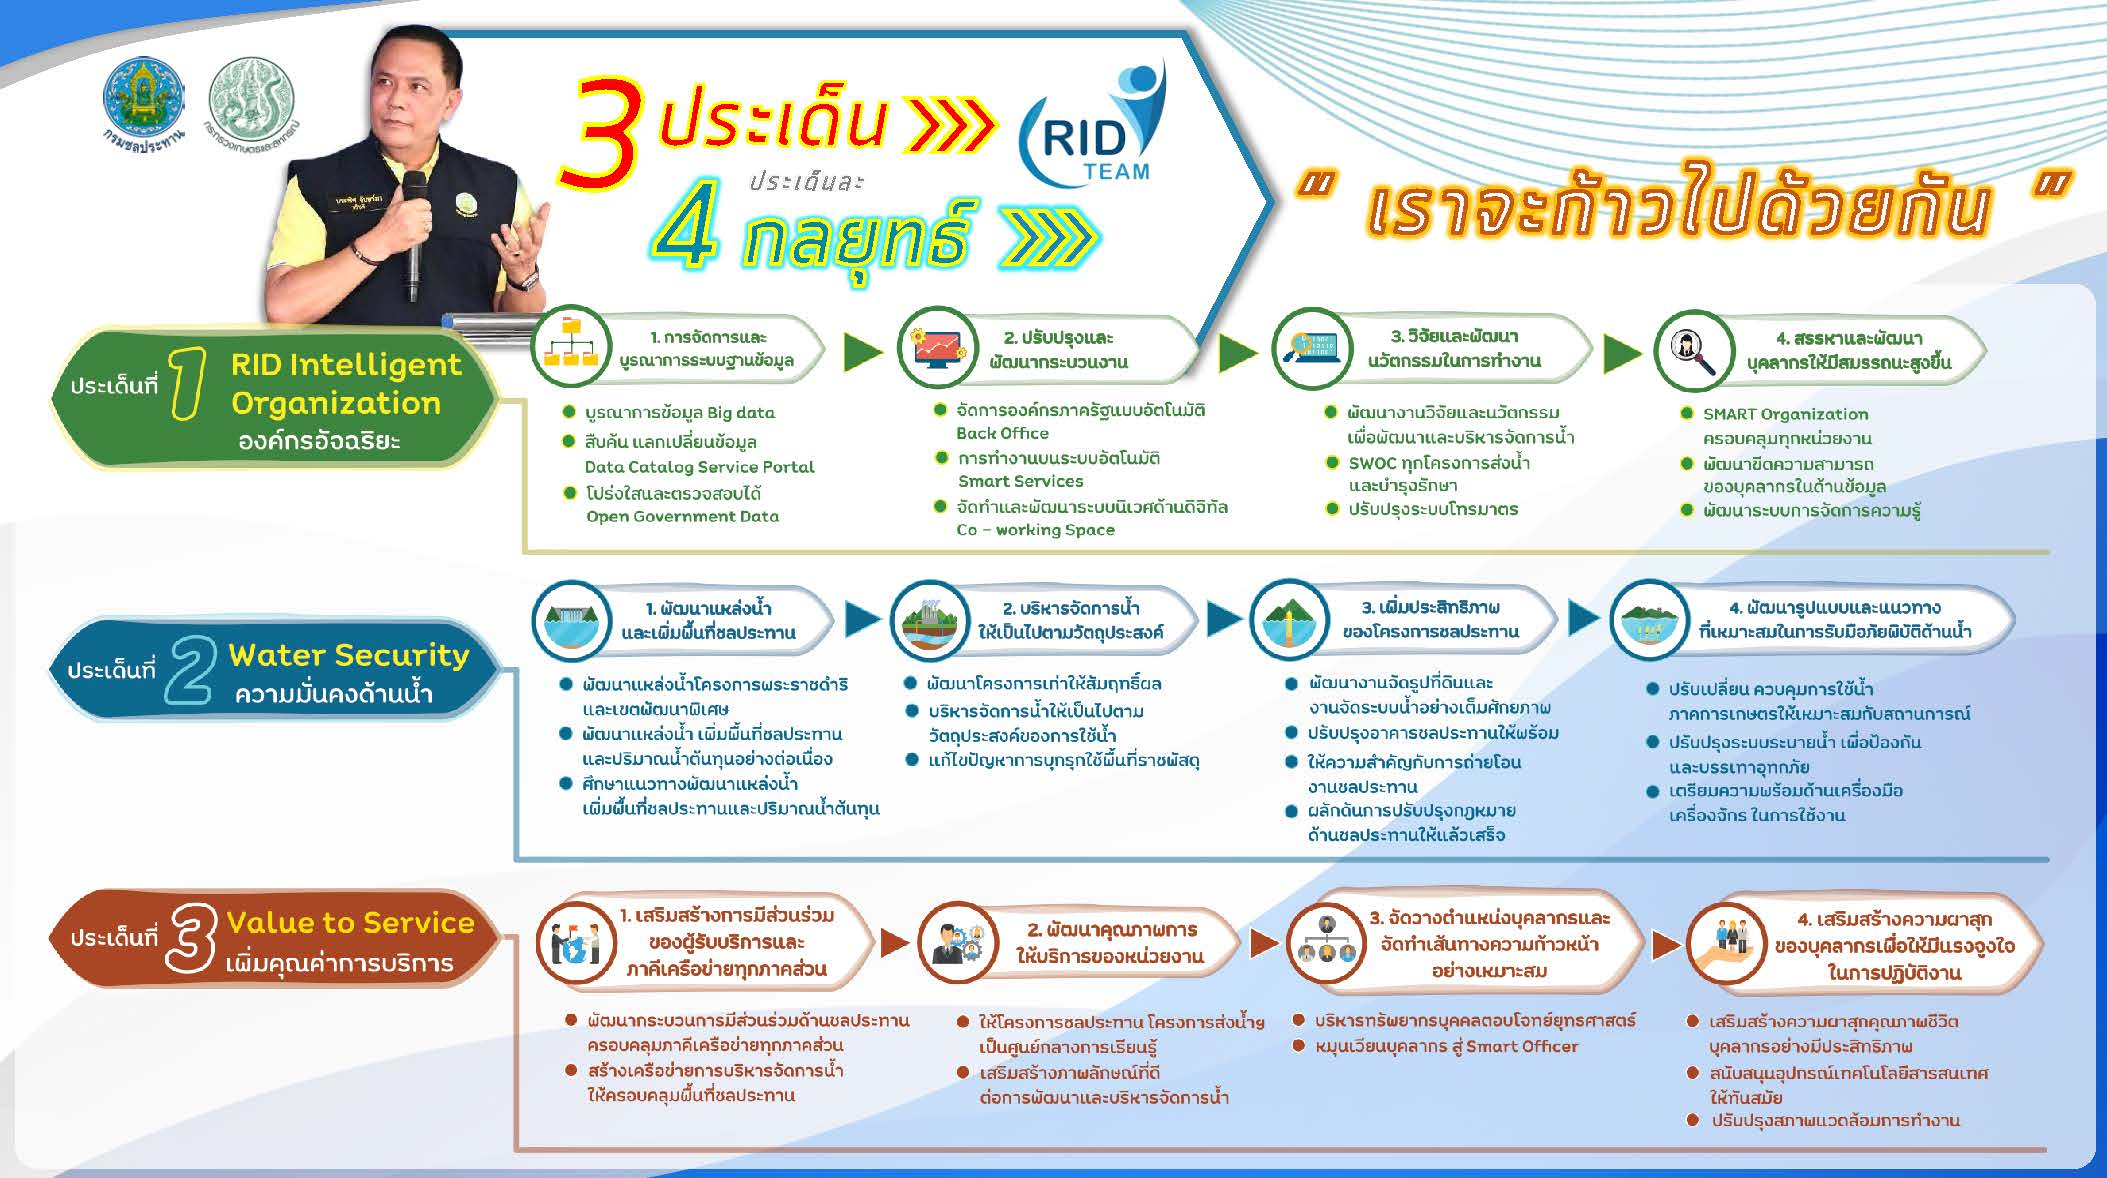 กรมชลประทาน
กระทรวงเกษตรและสหกรณ์
3 ประเด็น
ประเด็นละ
4 กลยุทธ์
RID
TEAM
“ เราจะก้าวไปด้วยกัน ”
ประเด็นที่ 1
RID Intelligent
Organization
องค์กรอัจฉริยะ
1. การจัดการและ
บูรณาการระบบฐานข้อมูล
บูรณาการข้อมูล Big data
สืบค้น แลกเปลี่ยนข้อมูล
Data Catalog Service Portal
โปร่งใสและตรวจสอบได้
Open Government Data
2. ปรับปรุงและ
พัฒนากระบวนงาน
จัดการองค์กรภาครัฐแบบอัตโนมัติ
Back Office
การทำงานบนระบบอัตโนมัติ
Smart Services
จัดทำและพัฒนาระบบนิเวศด้านดิจิทัล
Co – working Space
3. วิจัยและพัฒนา
นวัตกรรมในการทำงาน
พัฒนางานวิจัยและนวัตกรรม
เพื่อพัฒนาและบริหารจัดการน้ำ
SWOC ทุกโครงการส่งน้ำ
และบำรุงรักษา
ปรับปรุงระบบโทรมาตร
4. สรรหาและพัฒนา
บุคลากรให้มีสมรรถนะสูงขึ้น
SMART Organization
ครอบคลุมทุกหน่วยงาน
พัฒนาขีดความสามารถ
ของบุคลากรในด้านข้อมูล
พัฒนาระบบการจัดการความรู้
ประเด็นที่ 2
Water Security
ความมั่นคงด้านน้ำ
1. พัฒนาแหล่งน้ำ
และเพิ่มพื้นที่ชลประทาน
พัฒนาแหล่งน้ำโครงการพระราชดำริ
และเขตพัฒนาพิเศษ
พัฒนาแหล่งน้ำ เพิ่มพื้นที่ชลประทาน
และปริมาณน้ำต้นทุนอย่างต่อเนื่อง
ศึกษาแนวทางพัฒนาแหล่งน้ำ
เพิ่มพื้นที่ชลประทานและปริมาณน้ำต้นทุน
2. บริหารจัดการน้ำ
ให้เป็นไปตามวัตถุประสงค์
พัฒนาโครงการเก่าให้สัมฤทธิ์ผล
บริหารจัดการน้ำให้เป็นไปตาม
วัตถุประสงค์ของการใช้น้ำ
แก้ไขปัญหาการบุกรุกใช้พื้นที่ราชพัสดุ
3. เพิ่มประสิทธิภาพ
ของโครงการชลประทาน
พัฒนางานจัดรูปที่ดินและ
งานจัดระบบน้ำอย่างเต็มศักยภาพ
ปรับปรุงอาคารชลประทานให้พร้อม
ให้ความสำคัญกับการถ่ายโอน
งานชลประทาน
ผลักดันการปรับปรุงกฎหมาย
ด้านชลประทานให้แล้วเสร็จ
4. พัฒนารูปแบบและแนวทาง
ที่เหมาะสมในการรับมือภัยพิบัติด้านน้ำ
ปรับเปลี่ยน ควบคุมการใช้น้ำ
ภาคการเกษตรให้เหมาะสมกับสถานการณ์
ปรับปรุงระบบระบายน้ำ เพื่อป้องกัน
และบรรเทาอุทกภัย
เตรียมความพร้อมด้านเครื่องมือ
เครื่องจักร ในการใช้งาน
ประเด็นที่ 3
Value to Service
เพิ่มคุณค่าการบริการ
1. เสริมสร้างการมีส่วนร่วม
ของผู้รับบริการและ
ภาคีเครือข่ายทุกภาคส่วน
พัฒนากระบวนการมีส่วนร่วมด้านชลประทาน
ครอบคลุมภาคีเครือข่ายทุกภาคส่วน
สร้างเครือข่ายการบริหารจัดการน้ำ
ให้ครอบคลุมพื้นที่ชลประทาน
2. พัฒนาคุณภาพการ
ให้บริการของหน่วยงาน
ให้โครงการชลประทาน โครงการส่งน้ำฯ
เป็นศูนย์กลางการเรียนรู้
เสริมสร้างภาพลักษณ์ที่ดี
ต่อการพัฒนาและบริหารจัดการน้ำ
3. จัดวางตำแหน่งบุคลากรและ
จัดทำเส้นทางความก้าวหน้า
อย่างเหมาะสม
บริหารทรัพยากรบุคคลตอบโจทย์ยุทธศาสตร์
หมุนเวียนบุคลากร สู่ Smart Officer
4. เสริมสร้างความผาสุก
ของบุคลากรเพื่อให้มีแรงจูงใจ
ในการปฏิบัติงาน
เสริมสร้างความผาสุกคุณภาพชีวิต
บุคลากรอย่างมีประสิทธิภาพ
สนับสนุนอุปกรณ์เทคโนโลยีสารสนเทศ
ให้ทันสมัย
ปรับปรุงสภาพแวดล้อมการทำงาน